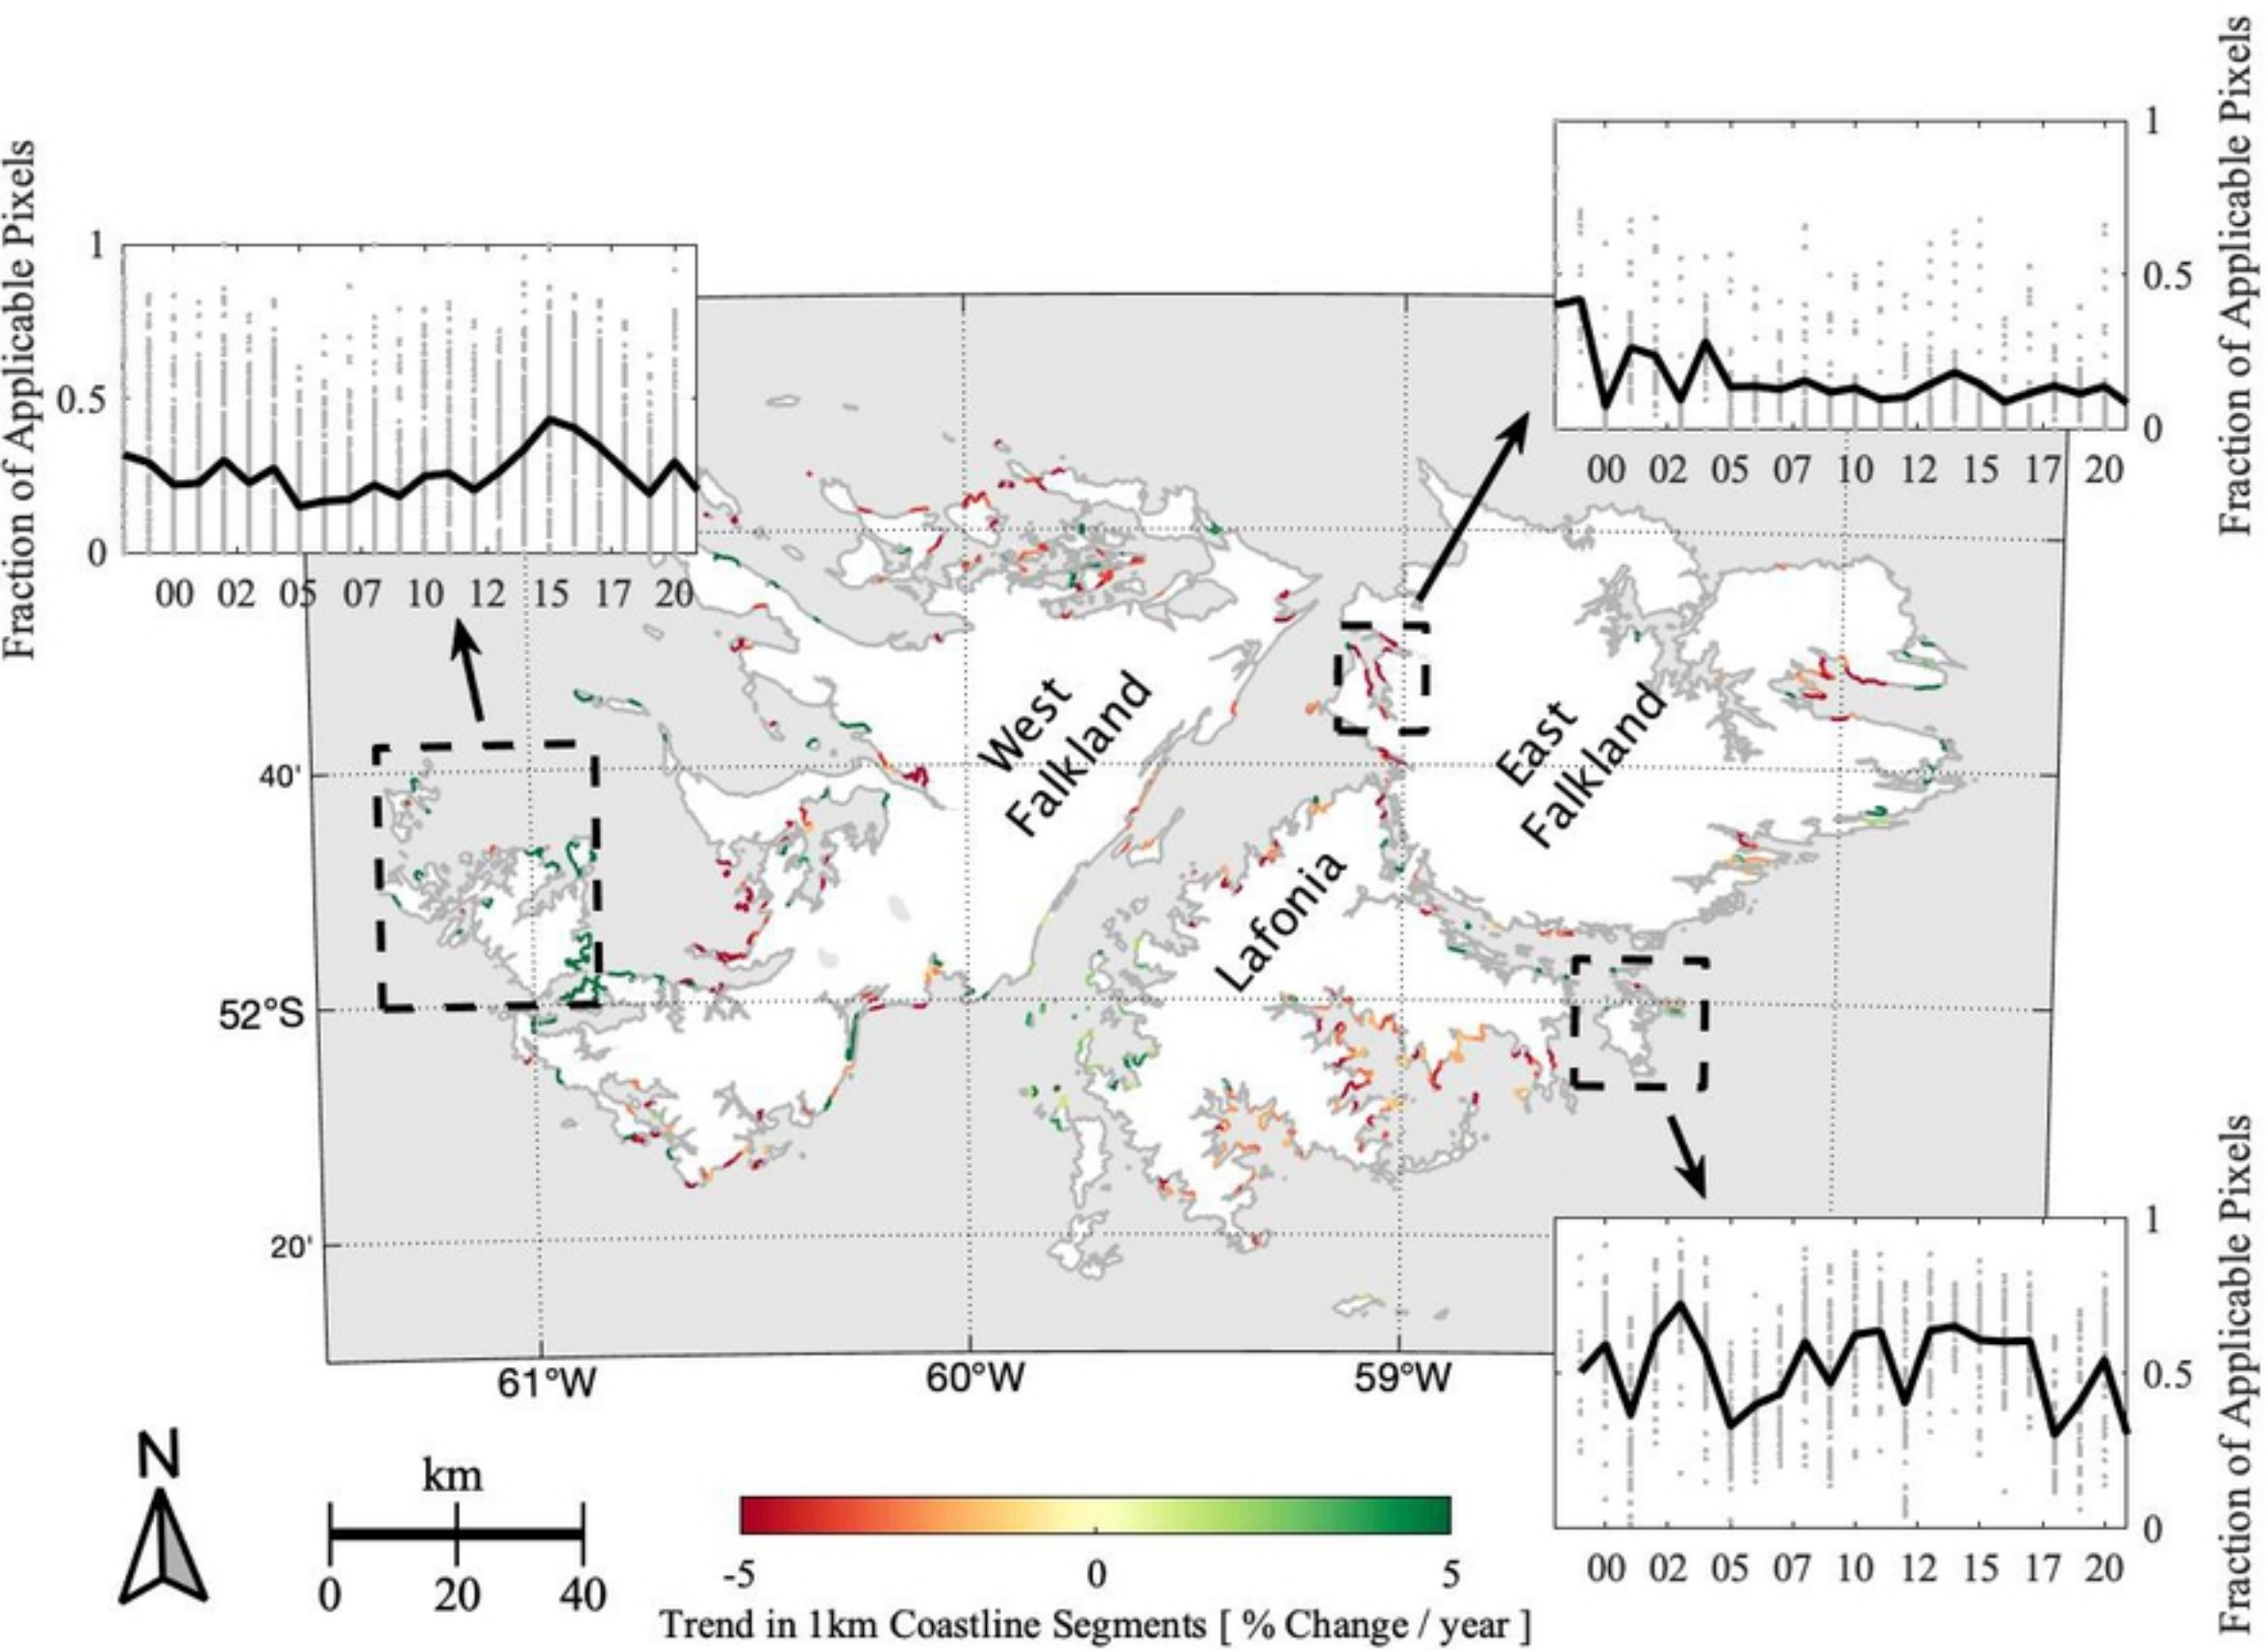 Fraction of Applicable Pixels
1
0.5
0
00 02 05 07 10 12 15 17 20
Fraction of Applicable Pixels
1
0.5
0
00 02 05 07 10 12 15 17 20
West
Falkland
East
Falkland
Lafonia
40'
52°S
20'
61°W 60°W 59°W
Fraction of Applicable Pixels
1
0.5
0
00 02 05 07 10 12 15 17 20
N
km
0 20 40
-5 0 5
Trend in 1km Coastline Segments [ % Change / year ]